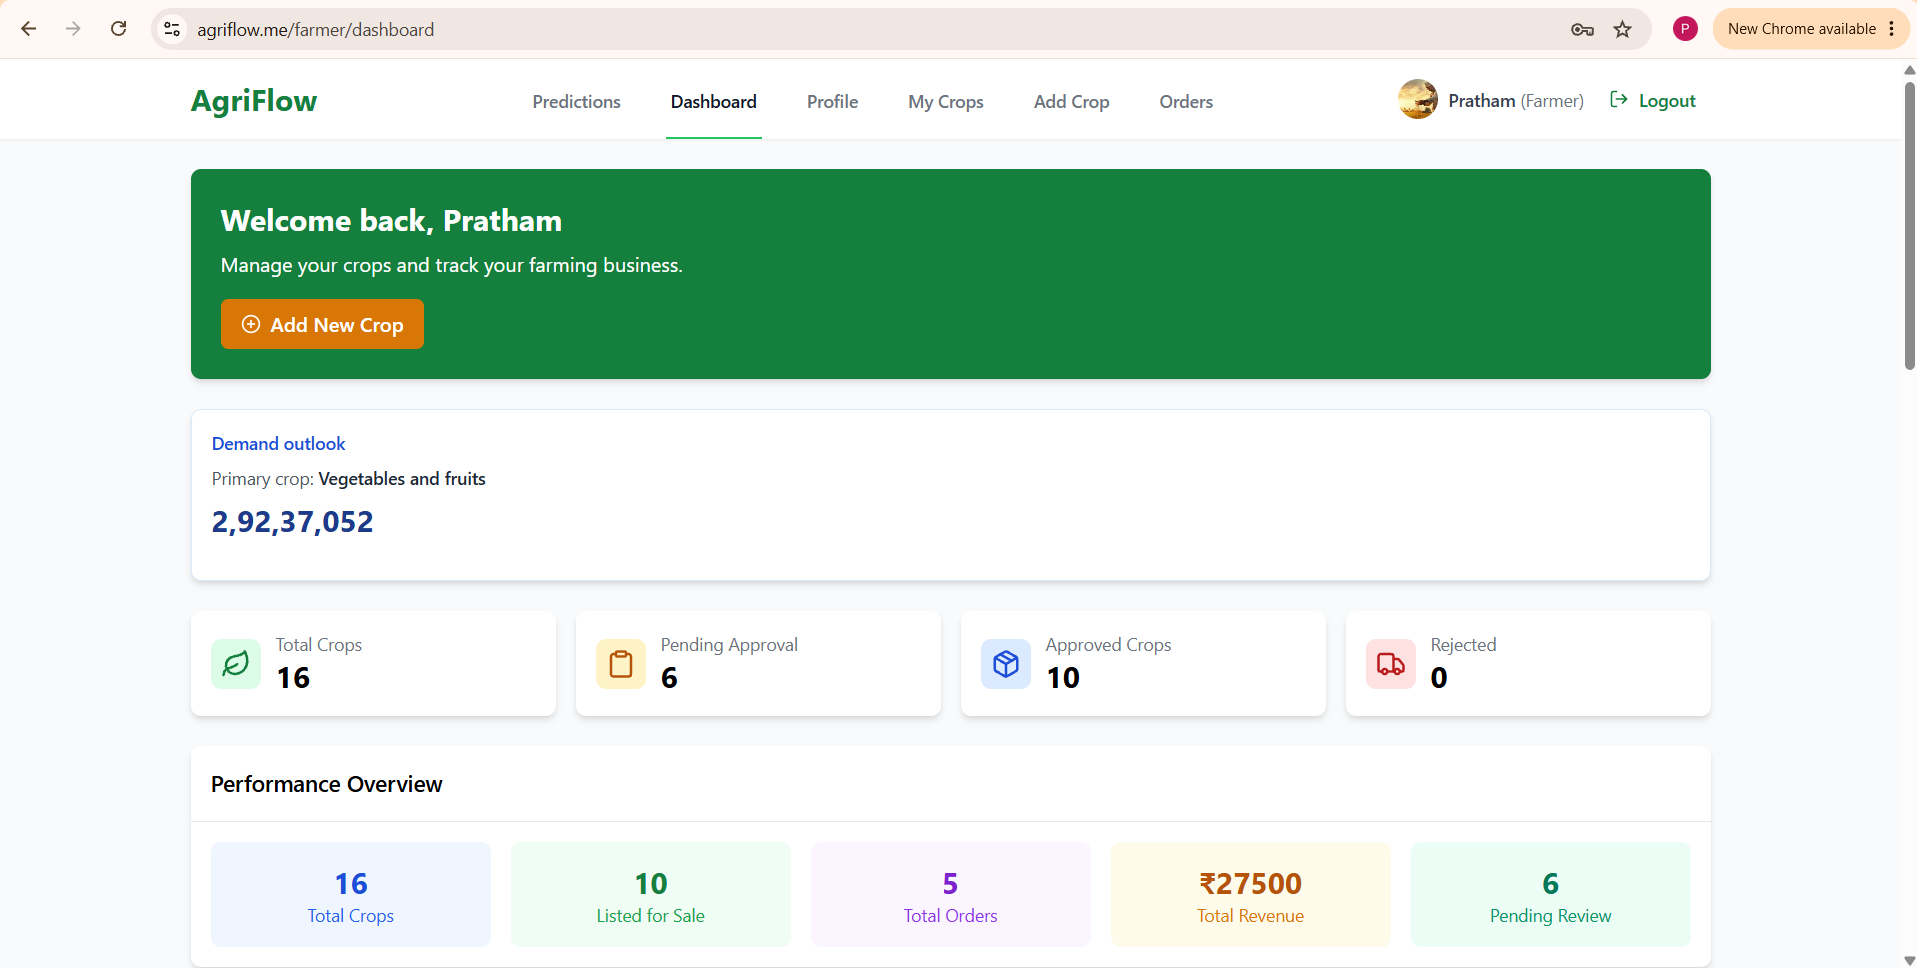 agriflow.me/farmer/dashboard
P
New Chrome available
AgriFlow
Predictions
Dashboard
Profile
My Crops
Add Crop
Orders
Pratham (Farmer)
Logout
Welcome back, Pratham
Manage your crops and track your farming business.
Add New Crop
Demand outlook
Primary crop: Vegetables and fruits
2,92,37,052
Total Crops
16
Pending Approval
6
Approved Crops
10
Rejected
0
Performance Overview
16
Total Crops
10
Listed for Sale
5
Total Orders
₹27500
Total Revenue
6
Pending Review